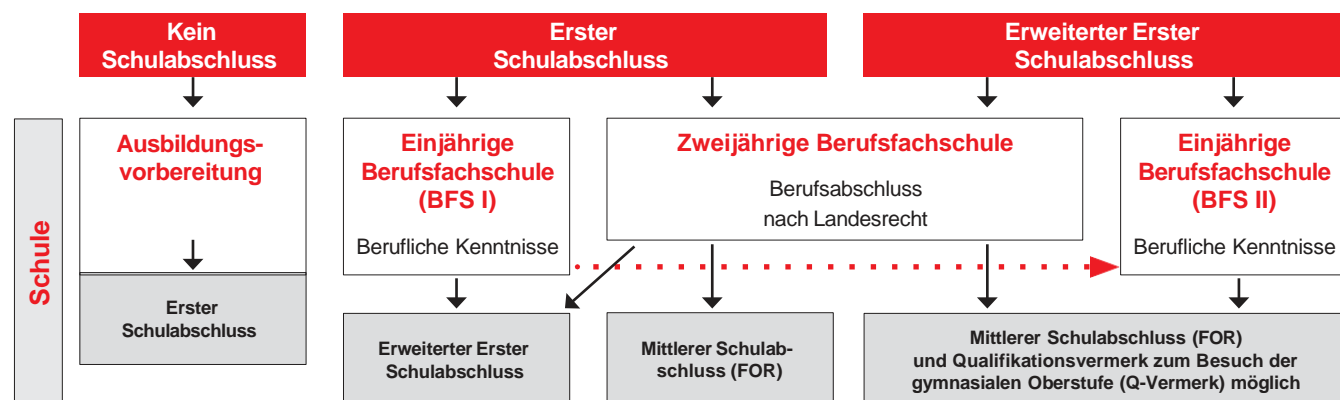 Kein
Schulabschluss
Erster
Schulabschluss
Erweiterter Erster
Schulabschluss
Schule
Ausbildungs-
vorbereitung
Erster
Schulabschluss
Einjährige
Berufsfachschule
(BFS I)
Berufliche Kenntnisse
Zweijährige Berufsfachschule
Berufsabschluss
nach Landesrecht
Einjährige
Berufsfachschule
(BFS II)
Berufliche Kenntnisse
Erweiterter Erster
Schulabschluss
Mittlerer Schulab-
schluss (FOR)
Mittlerer Schulabschluss (FOR)
und Qualifikationsvermerk zum Besuch der
gymnasialen Oberstufe (Q-Vermerk) möglich